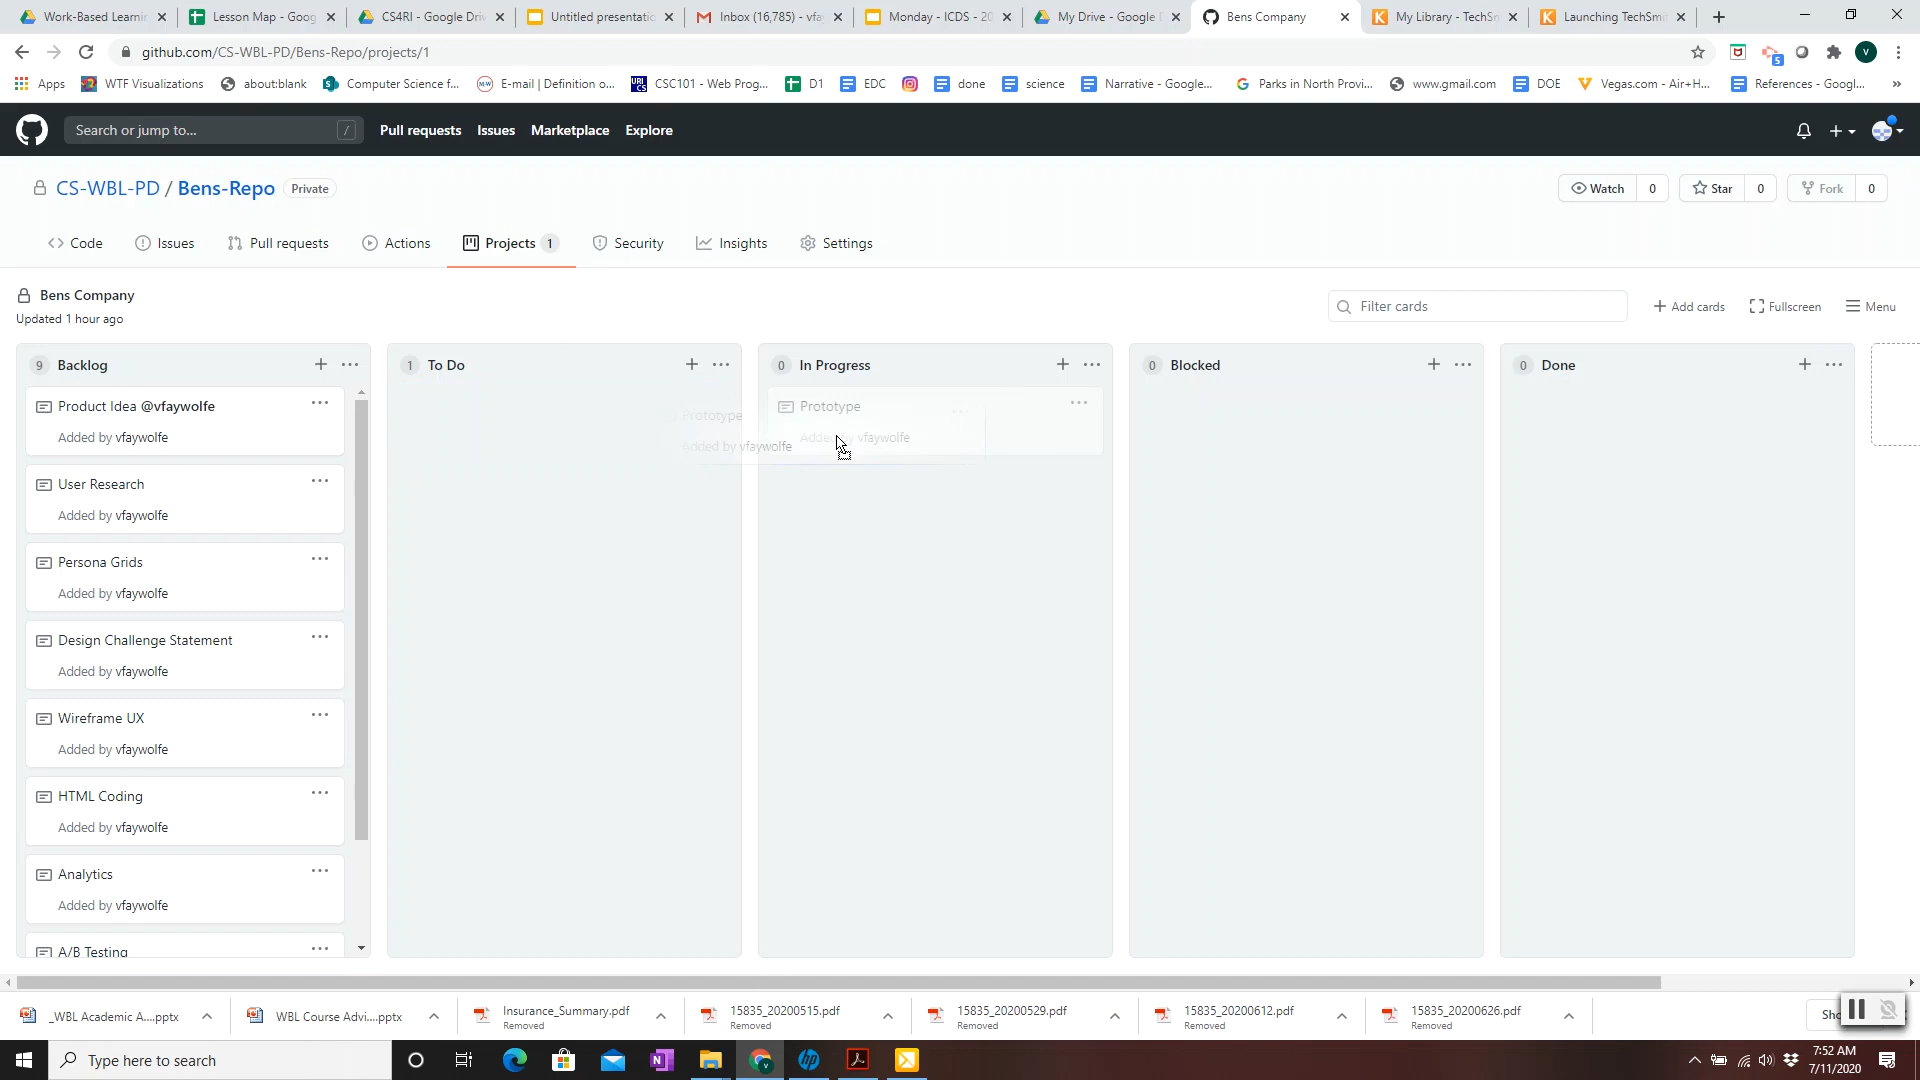 Work-Based Learni
Lesson Map - Goog
CS4RI - Google Driv
Untitled presentatio
Inbox (16,785) - vfa
Monday - ICDS - 20
My Drive - Google D
Bens Company
My Library - TechSm
Launching TechSmit
github.com/CS-WBL-PD/Bens-Repo/projects/1
V
5
Apps
WTF Visualizations
about:blank
Computer Science f...
E-mail | Definition o...
CSC101 - Web Prog...
D1
EDC
done
science
Narrative - Google...
Parks in North Provi...
www.gmail.com
DOE
Vegas.com - Air+H...
References - Googl...
»
Search or jump to...
/
Pull requests
Issues
Marketplace
Explore
CS-WBL-PD / Bens-Repo
Private
Watch 0
Star 0
Fork 0
Code
Issues
Pull requests
Actions
Projects 1
Security
Insights
Settings
Bens Company
Updated 1 hour ago
Filter cards
+ Add cards
Fullscreen
Menu
9 Backlog
Product Idea @vfaywolfe
Added by vfaywolfe
User Research
Added by vfaywolfe
Persona Grids
Added by vfaywolfe
Design Challenge Statement
Added by vfaywolfe
Wireframe UX
Added by vfaywolfe
HTML Coding
Added by vfaywolfe
Analytics
Added by vfaywolfe
A/B Testing
1 To Do
Prototype
Added by vfaywolfe
0 In Progress
Prototype
Added by vfaywolfe
0 Blocked
0 Done
_WBL Academic A....pptx
WBL Course Advi....pptx
Insurance_Summary.pdf
Removed
15835_20200515.pdf
Removed
15835_20200529.pdf
Removed
15835_20200612.pdf
Removed
15835_20200626.pdf
Removed
Sho
Type here to search
7:52 AM
7/11/2020